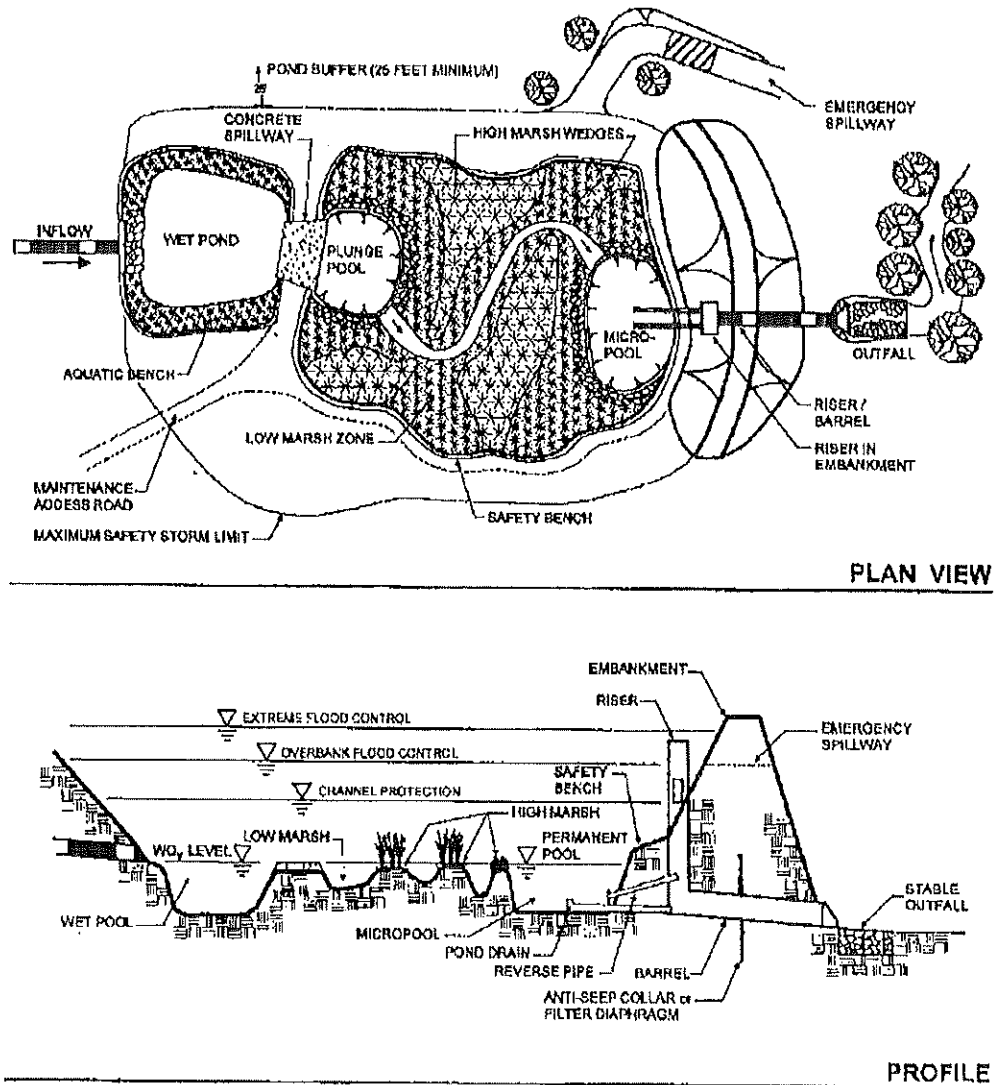 POND BUFFER (25 FEET MINIMUM)
25'
CONCRETE
SPILLWAY
HIGH MARSH WEDGES
EMERGENCY
SPILLWAY
INFLOW
WET POND
PLUNGE
POOL
MICRO-
POOL
OUTFALL
AQUATIC BENCH
RISER /
BARREL
LOW MARSH ZONE
RISER IN
EMBANKMENT
MAINTENANCE
ACCESS ROAD
SAFETY BENCH
MAXIMUM SAFETY STORM LIMIT
PLAN VIEW
EMBANKMENT
RISER
EXTREME FLOOD CONTROL
EMERGENCY
SPILLWAY
OVERBANK FLOOD CONTROL
SAFETY
BENCH
CHANNEL PROTECTION
HIGH MARSH
LOW MARSH
PERMANENT
POOL
WQv LEVEL
STABLE
OUTFALL
WET POOL
MICROPOOL
POND DRAIN
REVERSE PIPE
BARREL
ANTI-SEEP COLLAR or
FILTER DIAPHRAGM
PROFILE